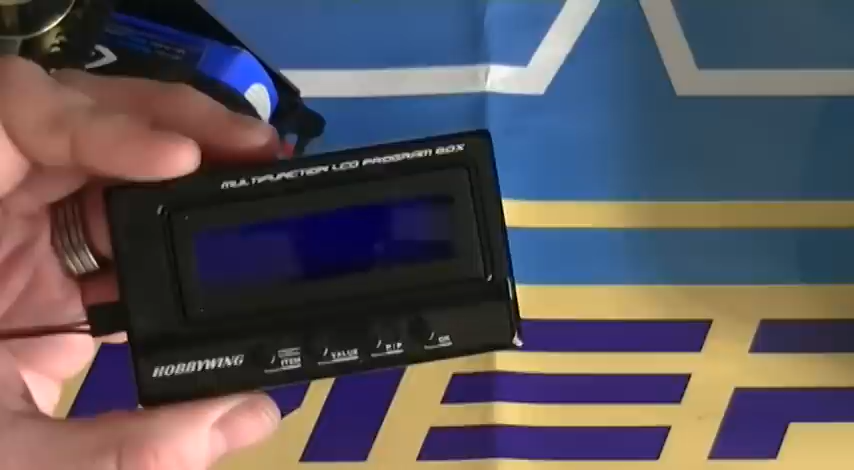 MULTIFUNCTION LCD PROGRAM BOX
HOBBYWING
ITEM
VALUE
R/P
OK